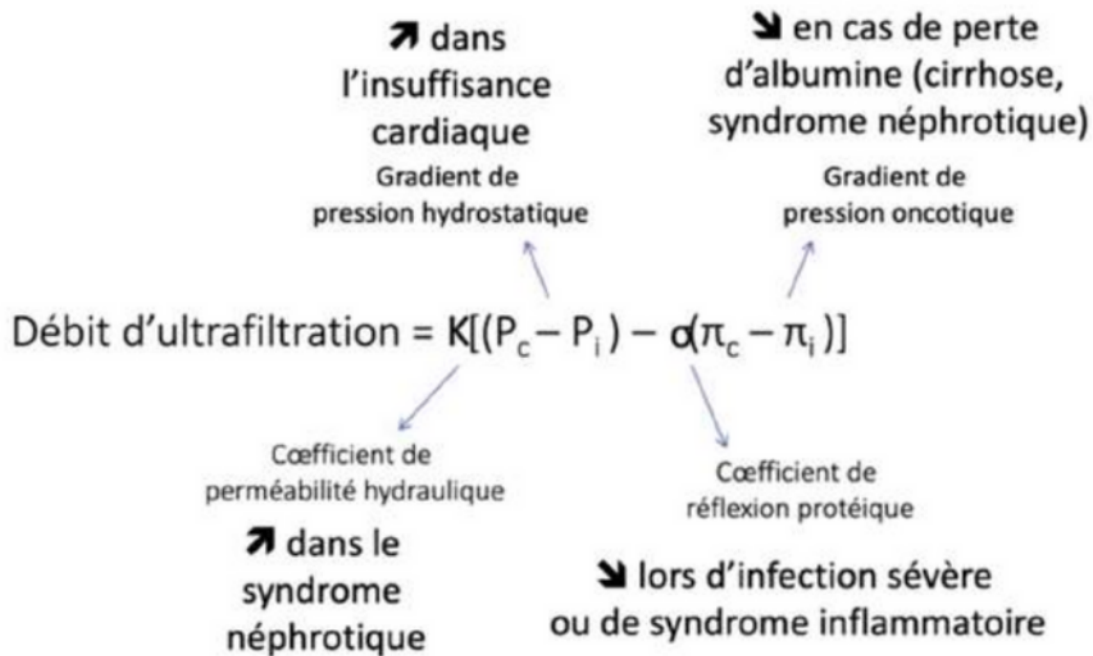 ↗ dans
l'insuffisance
cardiaque
Gradient de
pression hydrostatique
↘ en cas de perte
d'albumine (cirrhose,
syndrome néphrotique)
Gradient de
pression oncotique
Débit d'ultrafiltration = K[(Pc – Pi) – σ(πc – πi)]
Cœfficient de
perméabilité hydraulique
↗ dans le
syndrome
néphrotique
Cœfficient de
réflexion protéique
↘ lors d'infection sévère
ou de syndrome inflammatoire